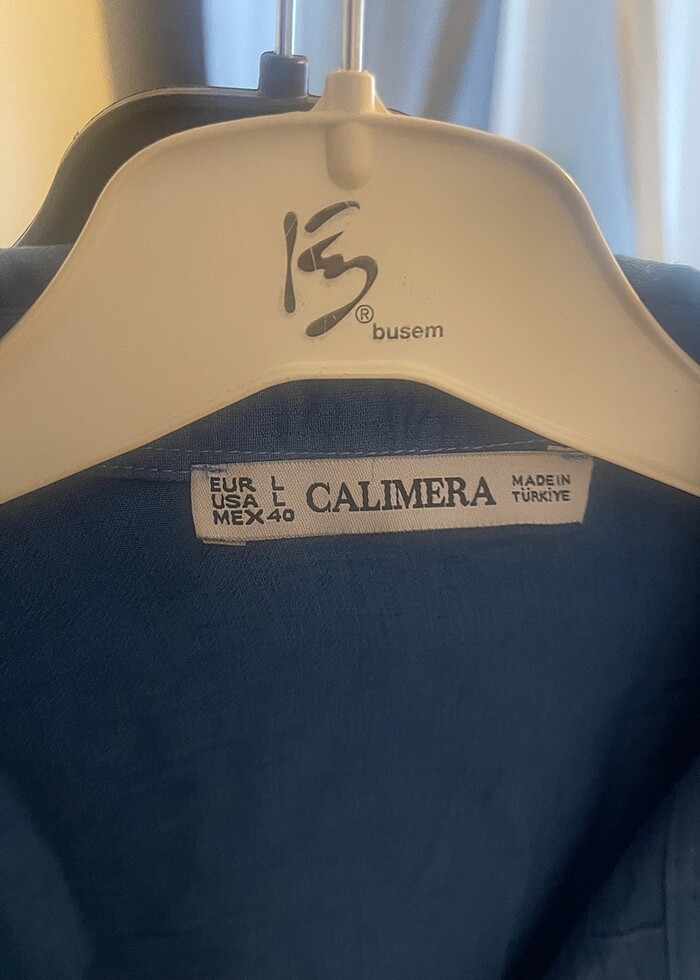 ®
busem
EUR L
USA L
MEX 40
CALIMERA
MADE IN
TÜRKİYE